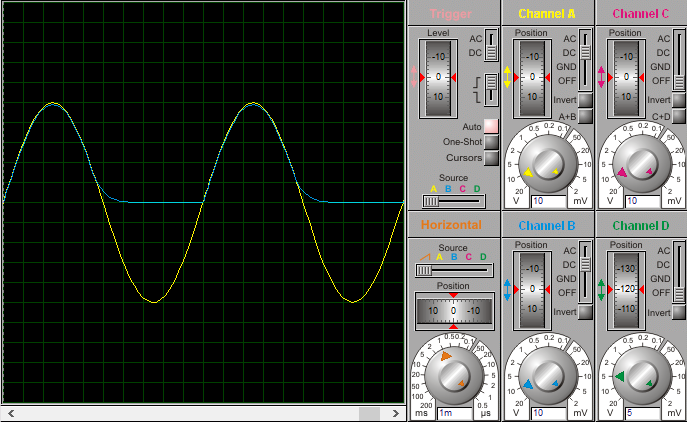 Trigger
Level
-10
0
10
AC
DC
Auto
One-Shot
Cursors
Source
A B C D
Channel A
Position
-10
0
10
AC
DC
GND
OFF
Invert
A+B
1 0.5 0.2 0.1
2 50
5 20
10 10
20 5
2
V 10 mV
Channel C
Position
-10
0
10
AC
DC
GND
OFF
Invert
C+D
1 0.5 0.2 0.1
2 50
5 20
10 10
20 5
2
V 10 mV
Horizontal
Source
A B C D
Position
10 0 -10
1 0.5 0.2 0.1
2 50
5 20
10 10
20 5
50 2
100 1
200 0.5
ms 1m µs
Channel B
Position
-10
0
10
AC
DC
GND
OFF
Invert
1 0.5 0.2 0.1
2 50
5 20
10 10
20 5
2
V 10 mV
Channel D
Position
-130
-120
-110
AC
DC
GND
OFF
Invert
1 0.5 0.2 0.1
2 50
5 20
10 10
20 5
2
V 5 mV